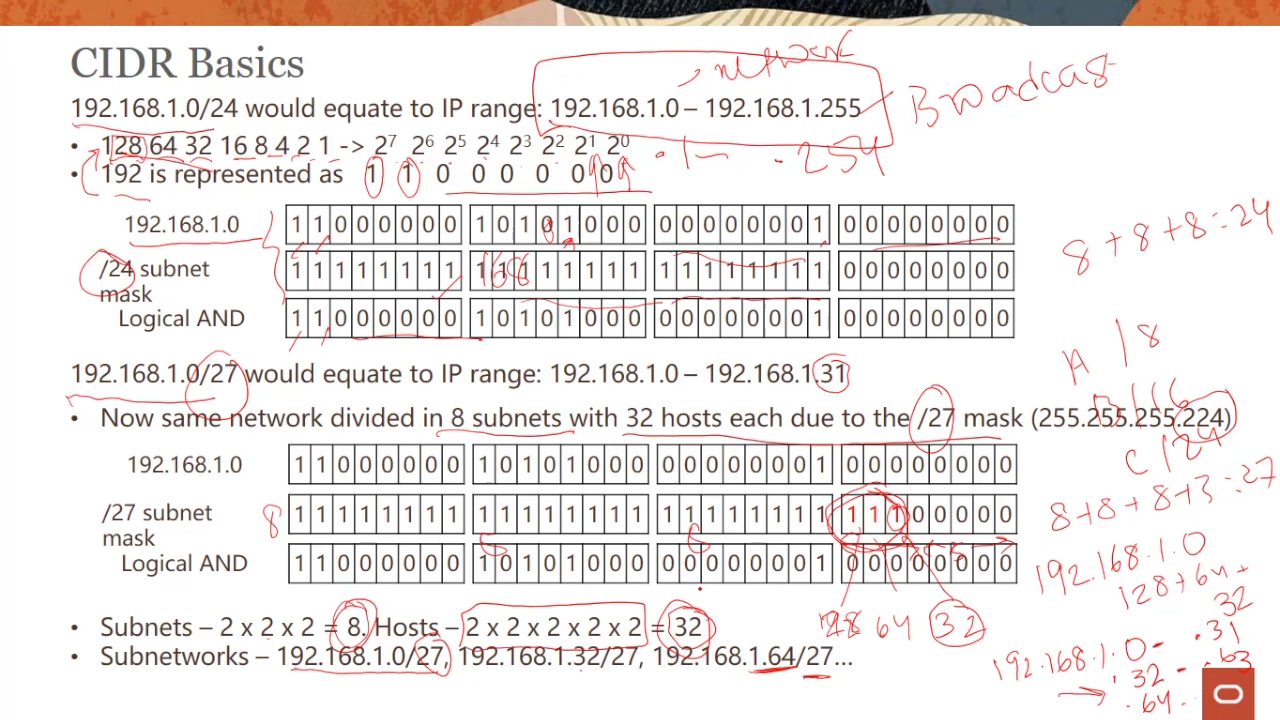 CIDR Basics
network
192.168.1.0/24 would equate to IP range: 192.168.1.0 – 192.168.1.255
Broadcas
• 128 64 32 16 8 4 2 1 -> 2⁷ 2⁶ 2⁵ 2⁴ 2³ 2² 2¹ 2⁰
.1 – .254
• 192 is represented as 1 1 0 0 0 0 0 0
192.168.1.0 1 1 0 0 0 0 0 0 1 0 1 0 1 0 0 0 0 0 0 0 0 0 0 1 0 0 0 0 0 0 0 0
8 + 8 + 8 = 24
/24 subnet mask 1 1 1 1 1 1 1 1 1 1 1 1 1 1 1 1 1 1 1 1 1 1 1 1 0 0 0 0 0 0 0 0
168
Logical AND 1 1 0 0 0 0 0 0 1 0 1 0 1 0 0 0 0 0 0 0 0 0 0 1 0 0 0 0 0 0 0 0
A /8
192.168.1.0/27 would equate to IP range: 192.168.1.0 – 192.168.1.31
B /16
• Now same network divided in 8 subnets with 32 hosts each due to the /27 mask (255.255.255.224)
C /24
192.168.1.0 1 1 0 0 0 0 0 0 1 0 1 0 1 0 0 0 0 0 0 0 0 0 0 1 0 0 0 0 0 0 0 0
8+8+8+3=27
/27 subnet mask 8 1 1 1 1 1 1 1 1 1 1 1 1 1 1 1 1 1 1 1 1 1 1 1 1 1 1 1 0 0 0 0 0
8 8 5
192.168.1.0
Logical AND 1 1 0 0 0 0 0 0 1 0 1 0 1 0 0 0 0 0 0 0 0 0 0 1 0 0 0 0 0 0 0 0
128+64+
32
128 64 32
• Subnets – 2 x 2 x 2 = 8. Hosts – 2 x 2 x 2 x 2 x 2 = 32
192.168.1.0 - .31
• Subnetworks – 192.168.1.0/27, 192.168.1.32/27, 192.168.1.64/27...
.32 - .63
.64 -